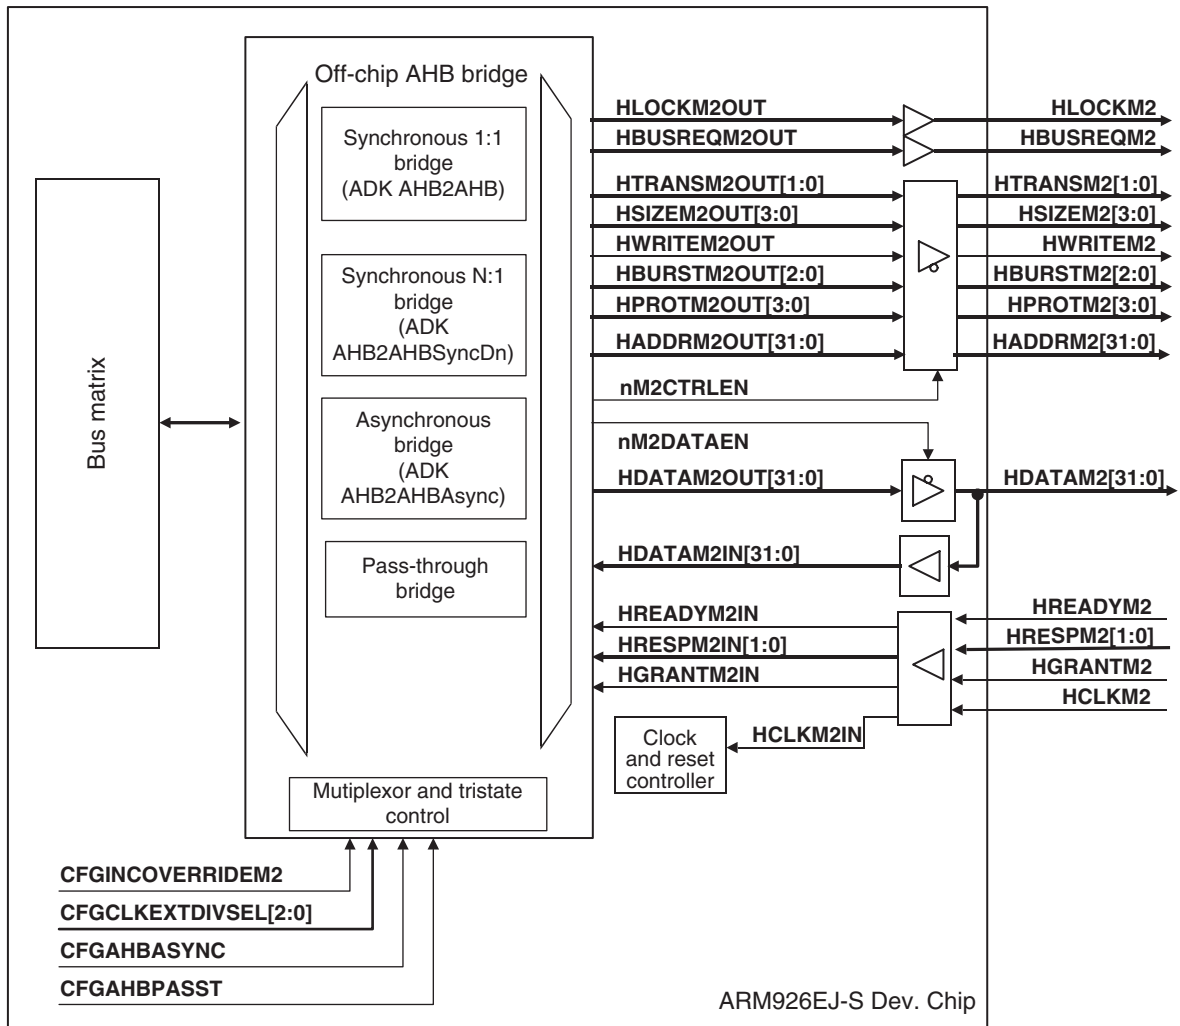 Off-chip AHB bridge
Synchronous 1:1
bridge
(ADK AHB2AHB)
Synchronous N:1
bridge
(ADK
AHB2AHBSyncDn)
Asynchronous
bridge
(ADK
AHB2AHBAsync)
Pass-through
bridge
Mutiplexor and tristate
control
Bus matrix
HLOCKM2OUT
HLOCKM2
HBUSREQM2OUT
HBUSREQM2
HTRANSM2OUT[1:0]
HTRANSM2[1:0]
HSIZEM2OUT[3:0]
HSIZEM2[3:0]
HWRITEM2OUT
HWRITEM2
HBURSTM2OUT[2:0]
HBURSTM2[2:0]
HPROTM2OUT[3:0]
HPROTM2[3:0]
HADDRM2OUT[31:0]
HADDRM2[31:0]
nM2CTRLEN
nM2DATAEN
HDATAM2OUT[31:0]
HDATAM2[31:0]
HDATAM2IN[31:0]
HREADYM2IN
HREADYM2
HRESPM2IN[1:0]
HRESPM2[1:0]
HGRANTM2IN
HGRANTM2
HCLKM2
HCLKM2IN
Clock
and reset
controller
CFGINCOVERRIDEM2
CFGCLKEXTDIVSEL[2:0]
CFGAHBASYNC
CFGAHBPASST
ARM926EJ-S Dev. Chip